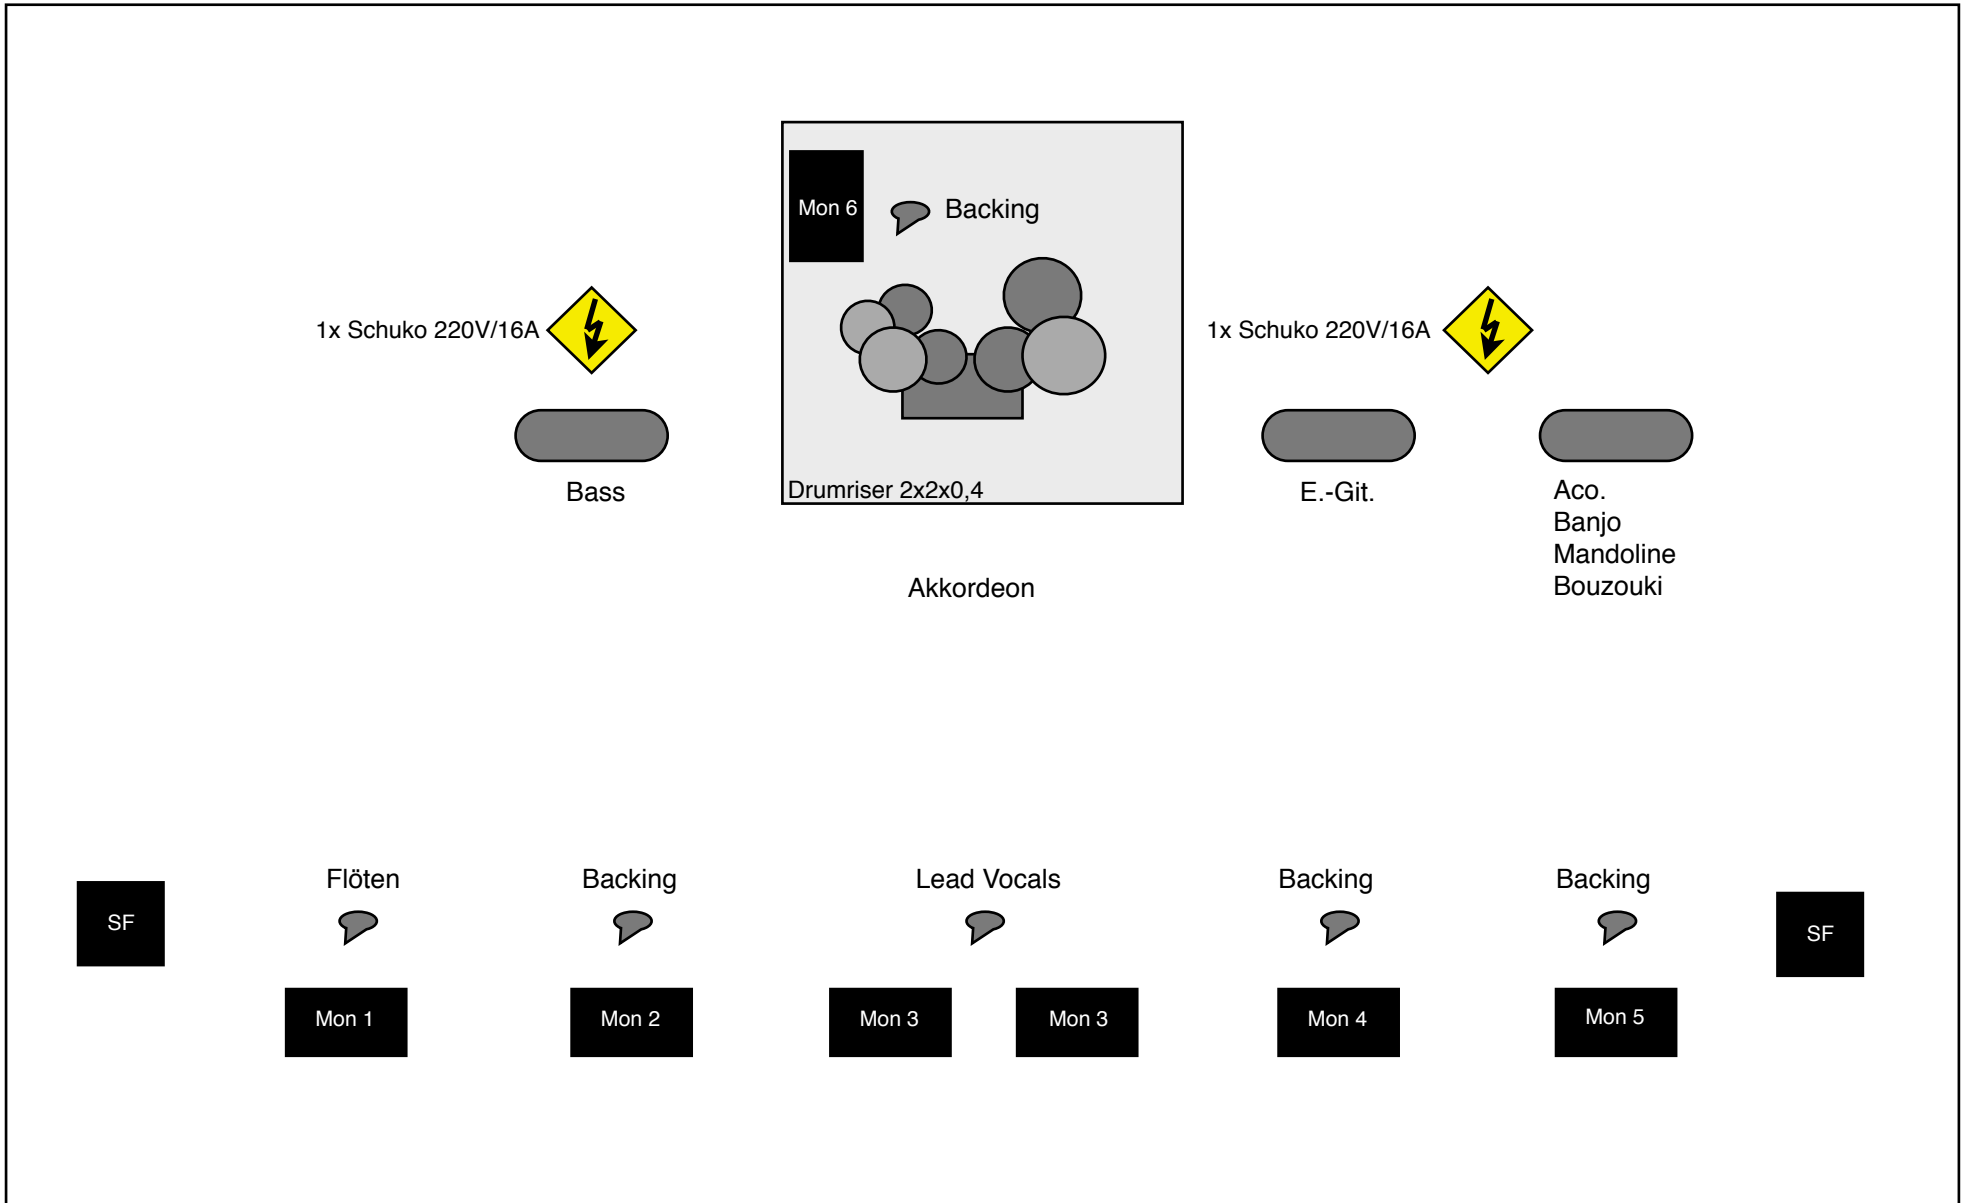 Mon 6
Backing
1x Schuko 220V/16A
1x Schuko 220V/16A
Drumriser 2x2x0,4
Bass
E.-Git.
Aco.
Banjo
Mandoline
Bouzouki
Akkordeon
Flöten
Backing
Lead Vocals
Backing
Backing
SF
SF
Mon 1
Mon 2
Mon 3
Mon 3
Mon 4
Mon 5